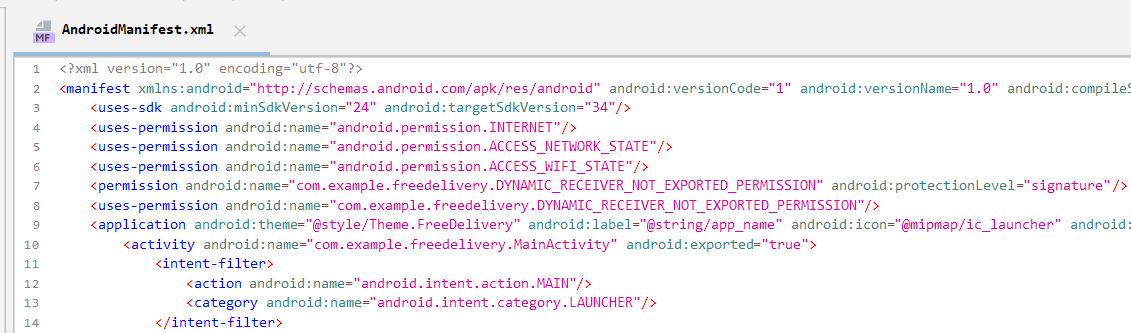 MF AndroidManifest.xml
1 <?xml version="1.0" encoding="utf-8"?>
2 <manifest xmlns:android="http://schemas.android.com/apk/res/android" android:versionCode="1" android:versionName="1.0" android:compileS
3 <uses-sdk android:minSdkVersion="24" android:targetSdkVersion="34"/>
4 <uses-permission android:name="android.permission.INTERNET"/>
5 <uses-permission android:name="android.permission.ACCESS_NETWORK_STATE"/>
6 <uses-permission android:name="android.permission.ACCESS_WIFI_STATE"/>
7 <permission android:name="com.example.freedelivery.DYNAMIC_RECEIVER_NOT_EXPORTED_PERMISSION" android:protectionLevel="signature"/>
8 <uses-permission android:name="com.example.freedelivery.DYNAMIC_RECEIVER_NOT_EXPORTED_PERMISSION"/>
9 <application android:theme="@style/Theme.FreeDelivery" android:label="@string/app_name" android:icon="@mipmap/ic_launcher" android:
10 <activity android:name="com.example.freedelivery.MainActivity" android:exported="true">
11 <intent-filter>
12 <action android:name="android.intent.action.MAIN"/>
13 <category android:name="android.intent.category.LAUNCHER"/>
14 </intent-filter>